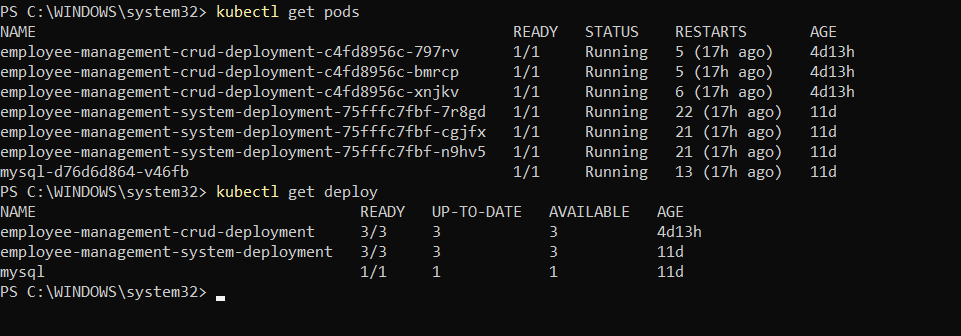 PS C:\WINDOWS\system32> kubectl get pods
NAME READY STATUS RESTARTS AGE
employee-management-crud-deployment-c4fd8956c-797rv 1/1 Running 5 (17h ago) 4d13h
employee-management-crud-deployment-c4fd8956c-bmrcp 1/1 Running 5 (17h ago) 4d13h
employee-management-crud-deployment-c4fd8956c-xnjkv 1/1 Running 6 (17h ago) 4d13h
employee-management-system-deployment-75fffc7fbf-7r8gd 1/1 Running 22 (17h ago) 11d
employee-management-system-deployment-75fffc7fbf-cgjfx 1/1 Running 21 (17h ago) 11d
employee-management-system-deployment-75fffc7fbf-n9hv5 1/1 Running 21 (17h ago) 11d
mysql-d76d6d864-v46fb 1/1 Running 13 (17h ago) 11d
PS C:\WINDOWS\system32> kubectl get deploy
NAME READY UP-TO-DATE AVAILABLE AGE
employee-management-crud-deployment 3/3 3 3 4d13h
employee-management-system-deployment 3/3 3 3 11d
mysql 1/1 1 1 11d
PS C:\WINDOWS\system32>